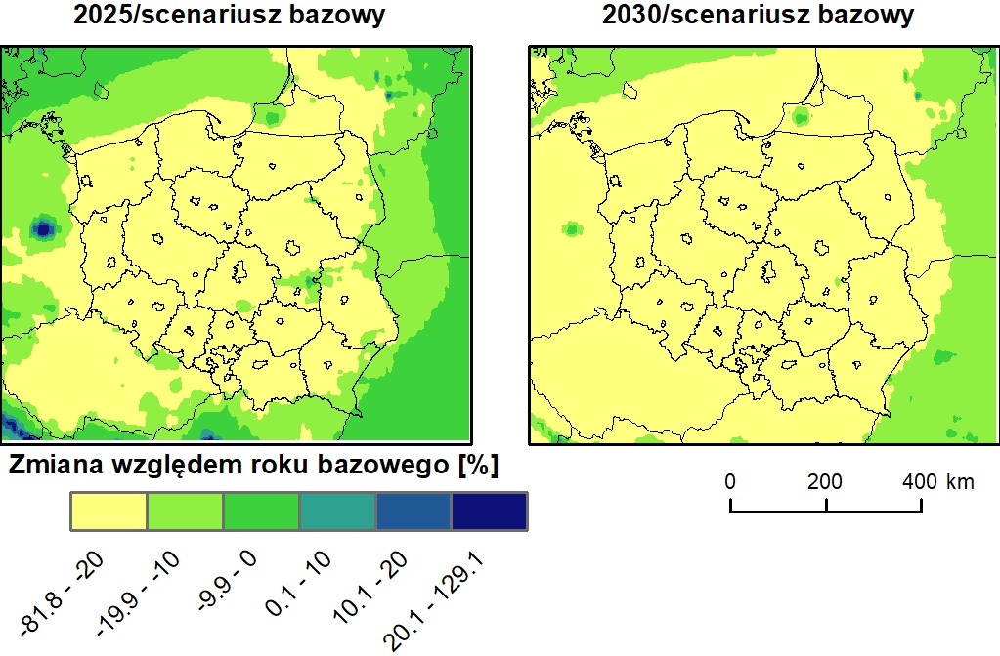 2025/scenariusz bazowy
2030/scenariusz bazowy
Zmiana względem roku bazowego [%]
-81.8 - -20
-19.9 - -10
-9.9 - 0
0.1 - 10
10.1 - 20
20.1 - 129.1
0 200 400 km